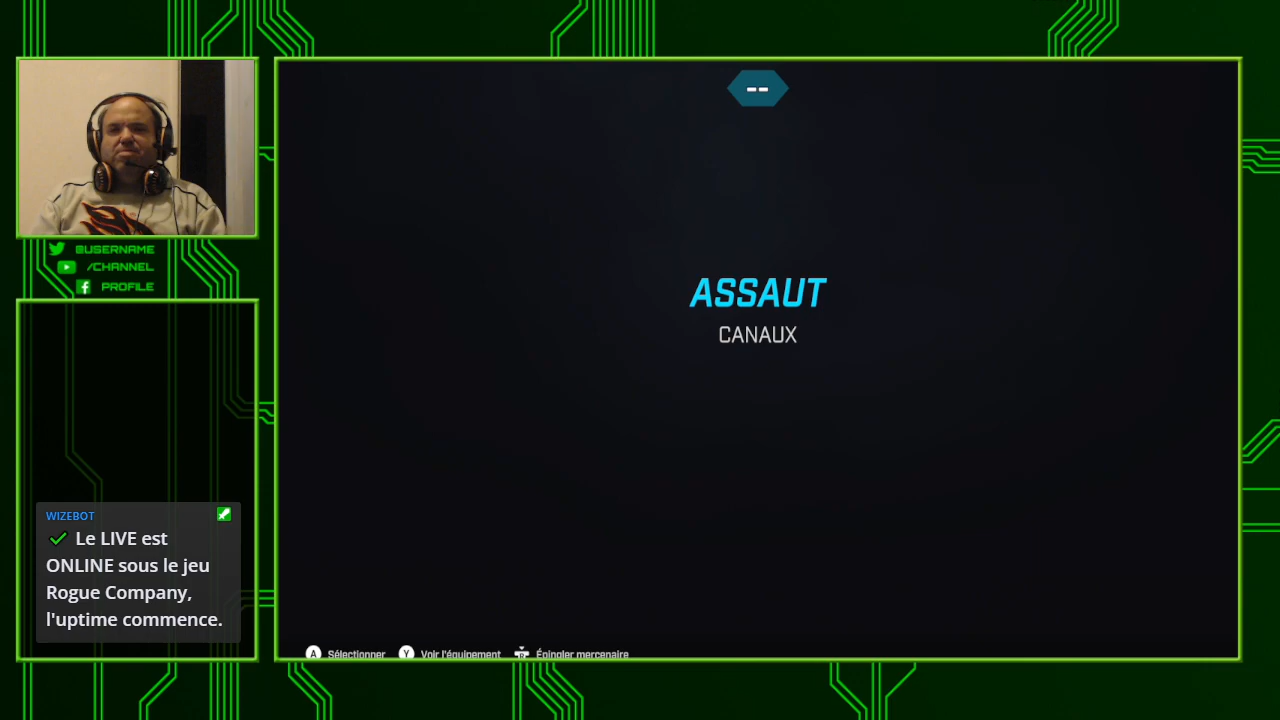 @USERNAME
/CHANNEL
PROFILE
WIZEBOT
Le LIVE est
ONLINE sous le jeu
Rogue Company,
l'uptime commence.
--
ASSAUT
CANAUX
A Sélectionner Y Voir l'équipement Épingler mercenaire